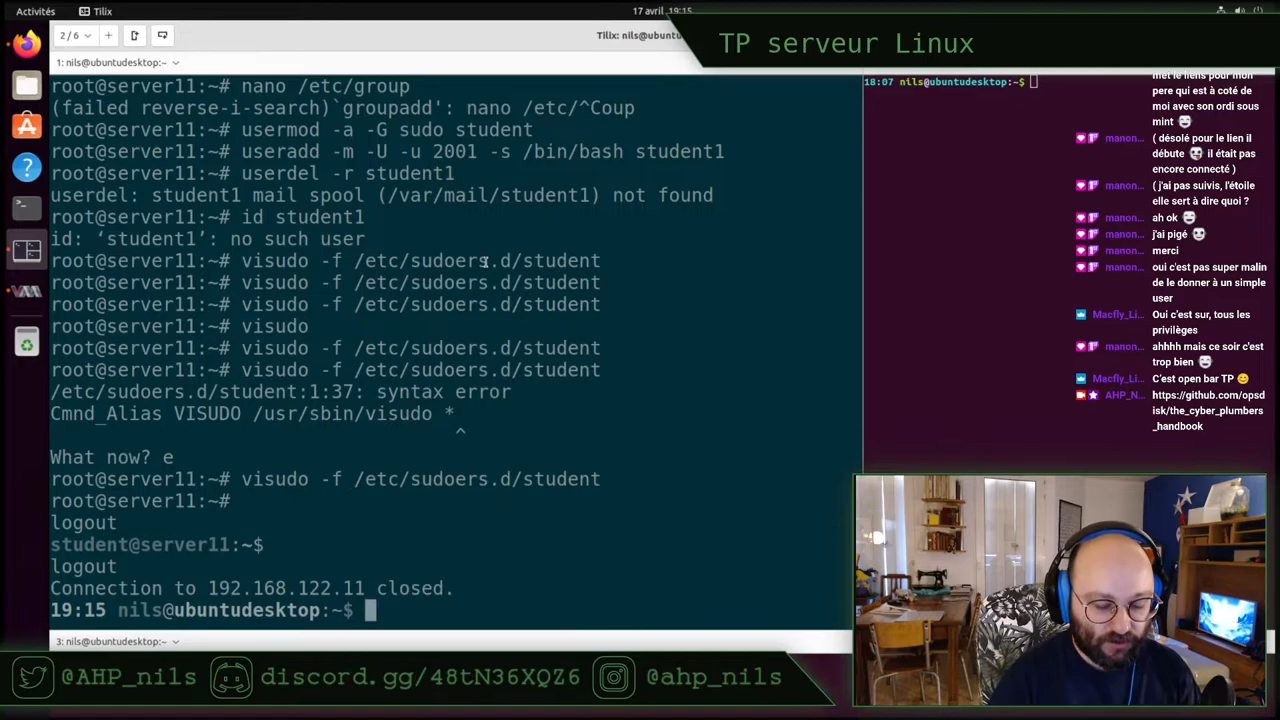 Activités
Tilix
17 avril 19:15
2/6
Tilix: nils@ubuntu
TP serveur Linux
1: nils@ubuntudesktop:~
root@server11:~# nano /etc/group
(failed reverse-i-search)`groupadd': nano /etc/^Coup
root@server11:~# usermod -a -G sudo student
root@server11:~# useradd -m -U -u 2001 -s /bin/bash student1
root@server11:~# userdel -r student1
userdel: student1 mail spool (/var/mail/student1) not found
root@server11:~# id student1
id: ‘student1’: no such user
root@server11:~# visudo -f /etc/sudoers.d/student
root@server11:~# visudo -f /etc/sudoers.d/student
root@server11:~# visudo -f /etc/sudoers.d/student
root@server11:~# visudo
root@server11:~# visudo -f /etc/sudoers.d/student
root@server11:~# visudo -f /etc/sudoers.d/student
/etc/sudoers.d/student:1:37: syntax error
Cmnd_Alias VISUDO /usr/sbin/visudo *
^
What now? e
root@server11:~# visudo -f /etc/sudoers.d/student
root@server11:~#
logout
student@server11:~$
logout
Connection to 192.168.122.11 closed.
19:15 nils@ubuntudesktop:~$
3: nils@ubuntudesktop:~
18:07 nils@ubuntudesktop:~$
met le liens pour mon
pere qui est à coté de
moi avec son ordi sous
mint
manon... ( désolé pour le lien il
débute il était pas
encore connecté )
manon... ( j'ai pas suivis, l'étoile
elle sert à dire quoi ?
manon... ah ok
manon... j'ai pigé
manon... merci
manon... oui c'est pas super malin
de le donner à un simple
user
Macfly_Li... Oui c'est sur, tous les
privilèges
manon... ahhhh mais ce soir c'est
trop bien
Macfly_Li... C'est open bar TP
AHP_N... https://github.com/opsd
isk/the_cyber_plumbers
_handbook
@AHP_nils
discord.gg/48tN36XQZ6
@ahp_nils